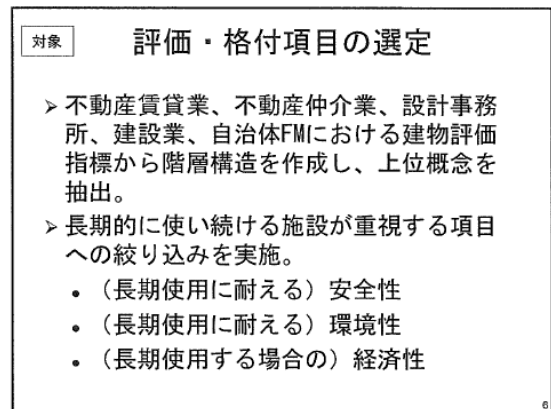 対象
評価・格付項目の選定
➢不動産賃貸業、不動産仲介業、設計事務
所、建設業、自治体FMにおける建物評価
指標から階層構造を作成し、上位概念を
抽出。
➢長期的に使い続ける施設が重視する項目
への絞り込みを実施。
•（長期使用に耐える）安全性
•（長期使用に耐える）環境性
•（長期使用する場合の）経済性
6